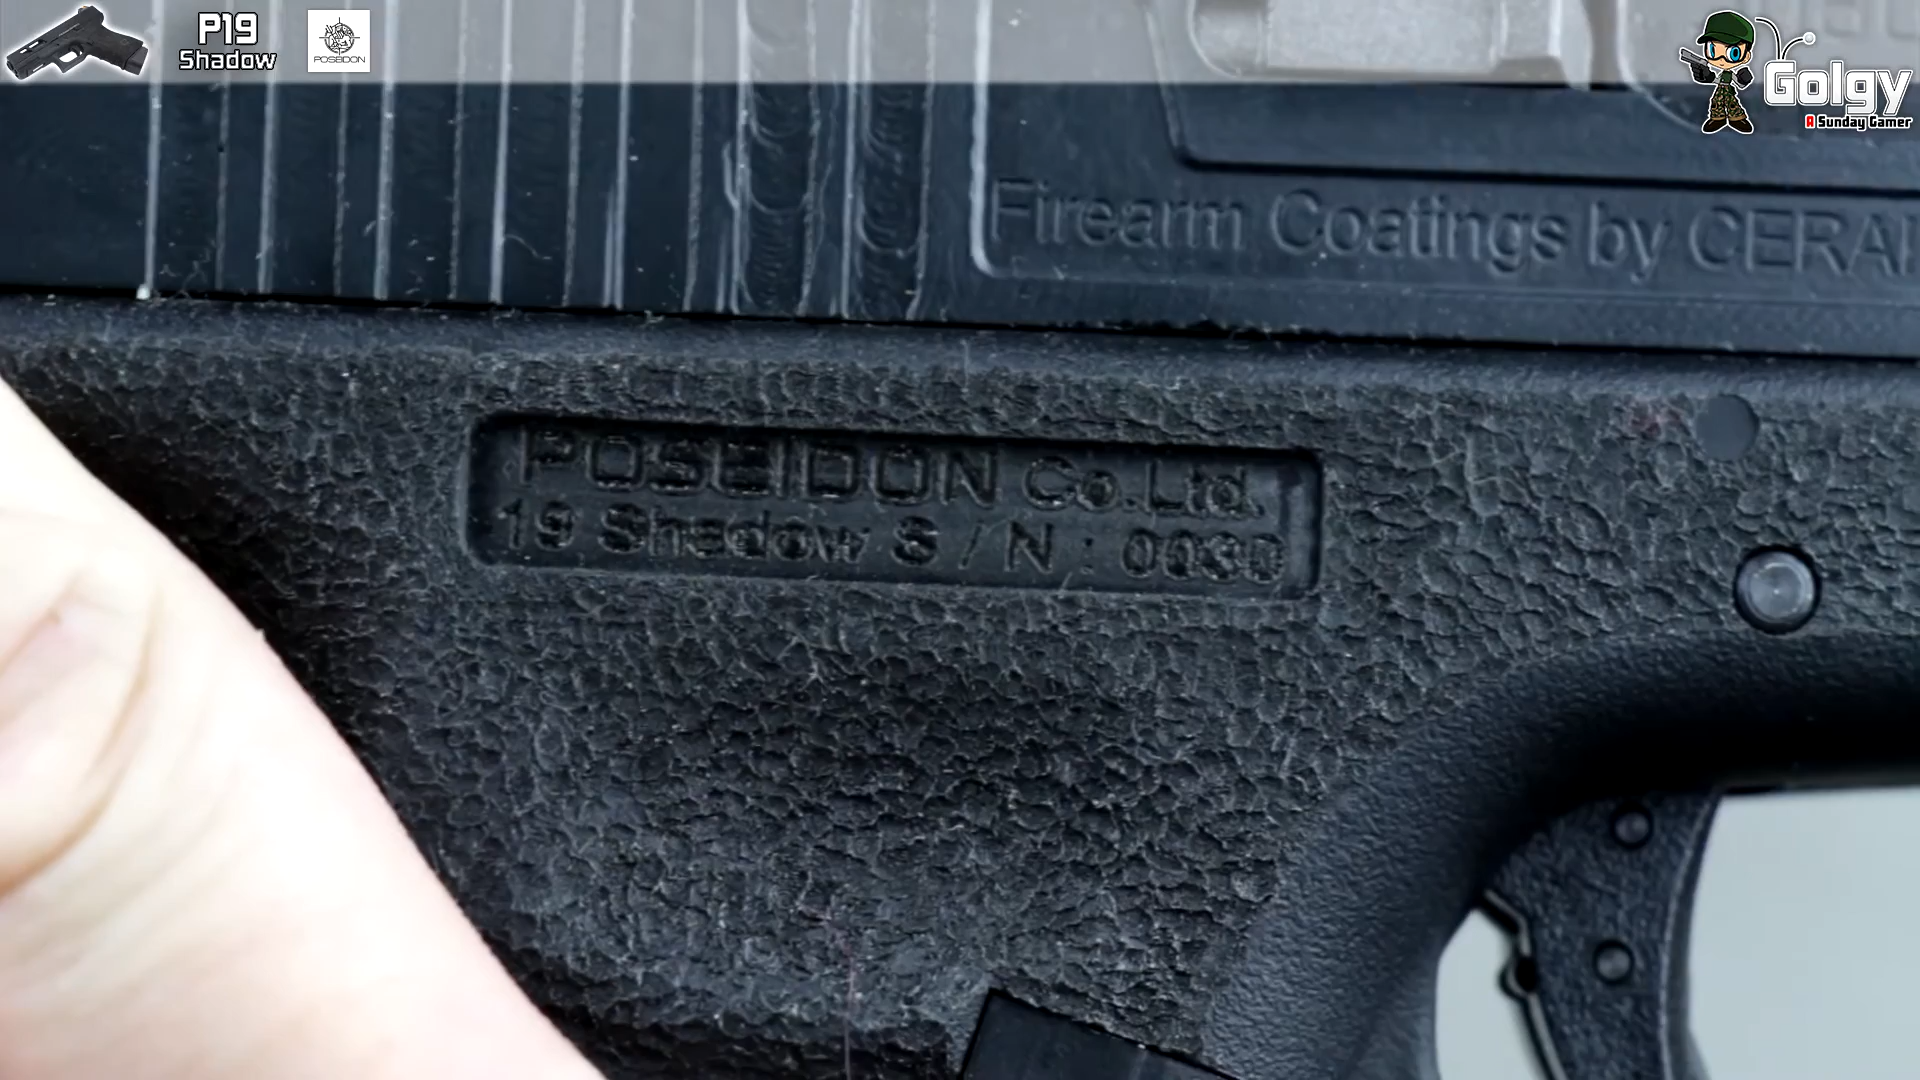 P19
Shadow
POSEIDON
Golgy
A Sunday Gamer
Firearm Coatings by CERA
POSEIDON Co.Ltd.
19 Shadow S / N : 0030